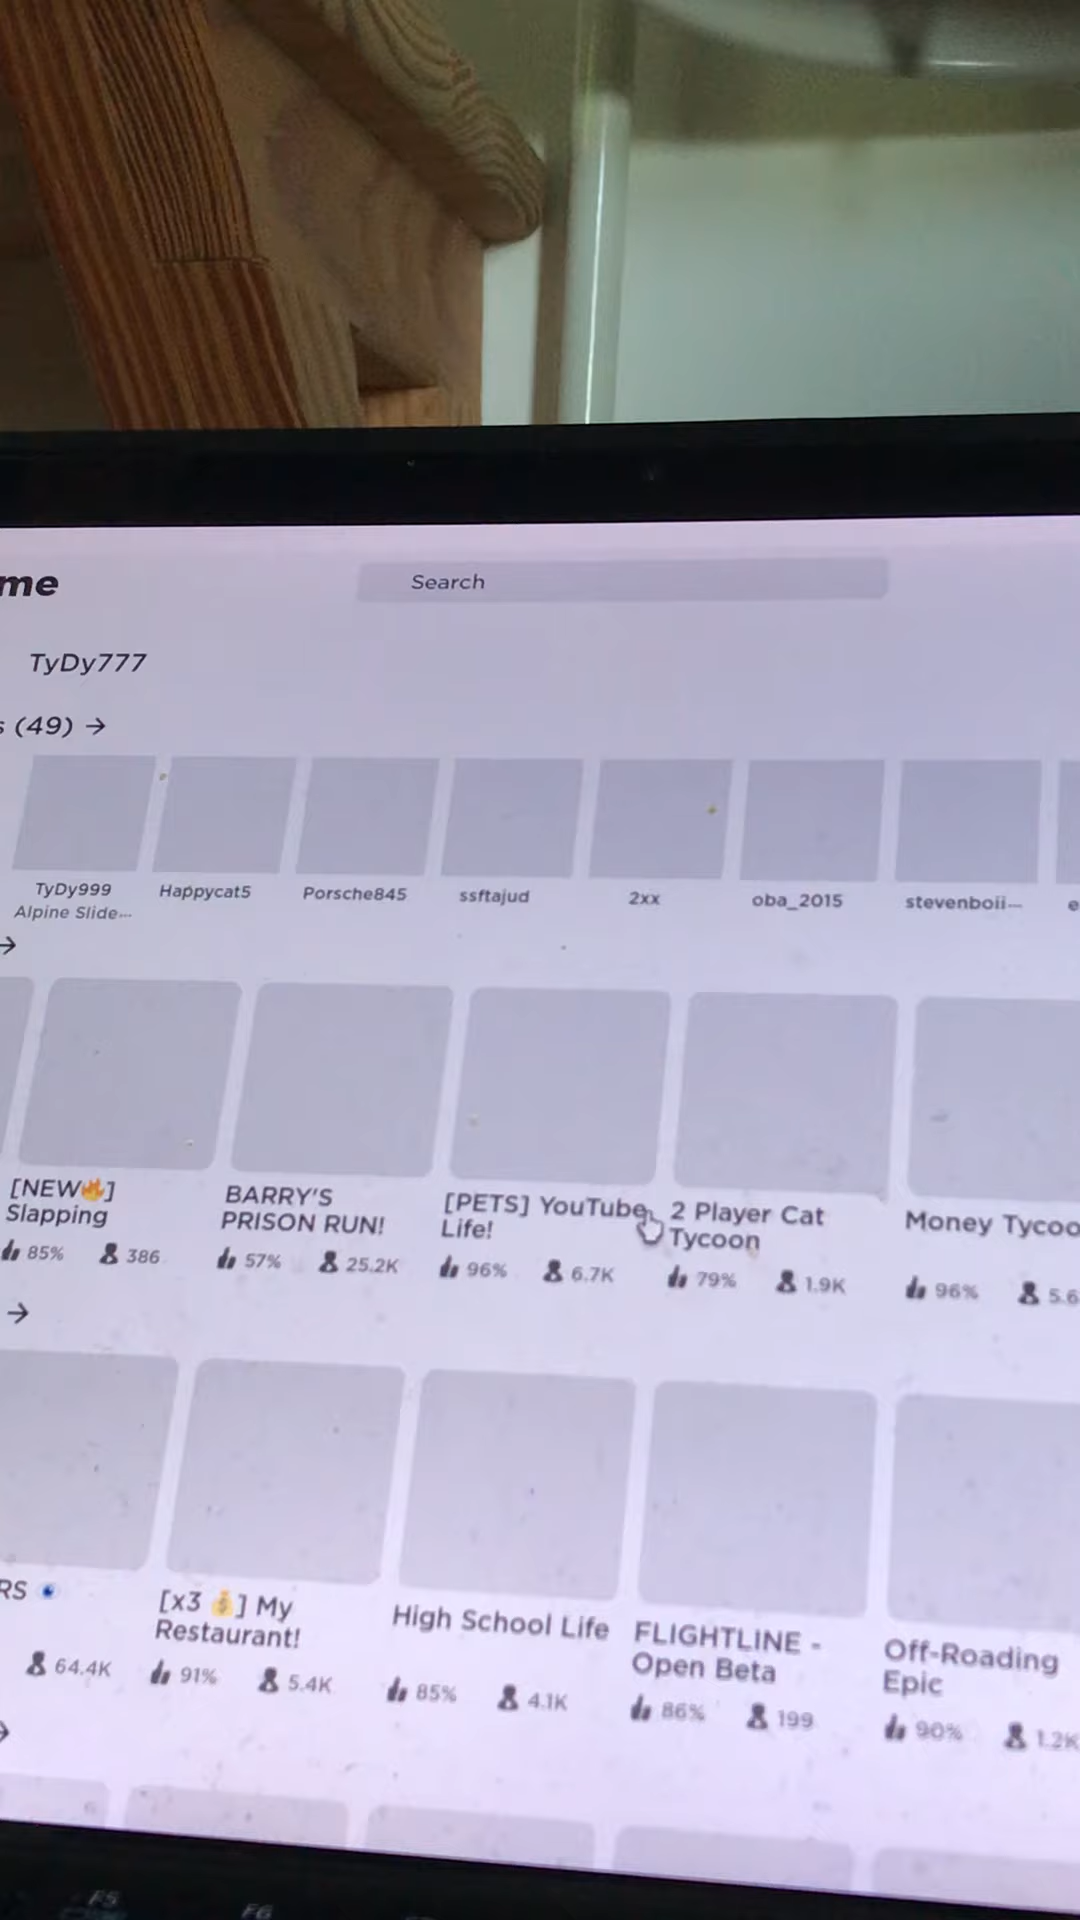 me
Search
TyDy777
s (49) →
TyDy999
Alpine Slide...
Happycat5
Porsche845
ssftajud
2xx
oba_2015
stevenboii...
e
→
[NEW🔥]
Slapping
85% 386
BARRY'S
PRISON RUN!
57% 25.2K
[PETS] YouTube
Life!
96% 6.7K
2 Player Cat
Tycoon
79% 1.9K
Money Tycoo
96% 5.6
→
RS
64.4K
[x3 💰] My
Restaurant!
91% 5.4K
High School Life
85% 4.1K
FLIGHTLINE -
Open Beta
86% 199
Off-Roading
Epic
90% 1.2K
F5
F6